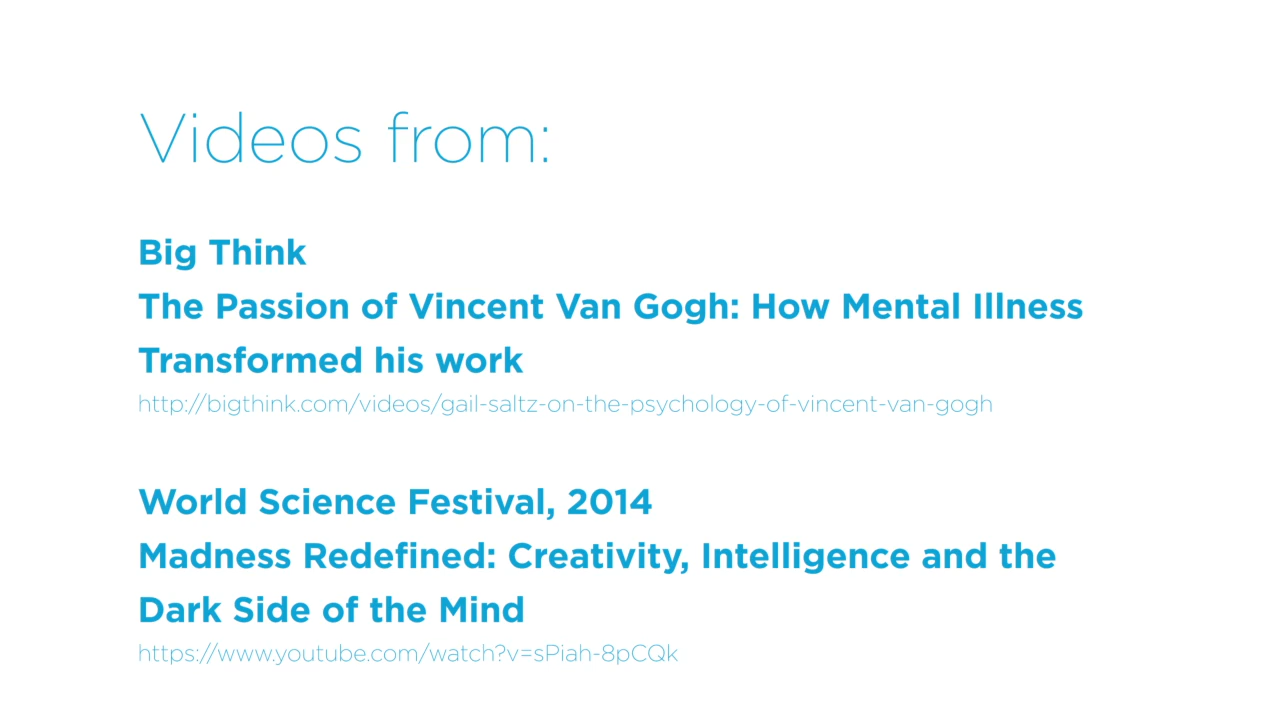 Videos from:
Big Think
The Passion of Vincent Van Gogh: How Mental Illness
Transformed his work
http://bigthink.com/videos/gail-saltz-on-the-psychology-of-vincent-van-gogh
World Science Festival, 2014
Madness Redefined: Creativity, Intelligence and the
Dark Side of the Mind
https://www.youtube.com/watch?v=sPiah-8pCQk